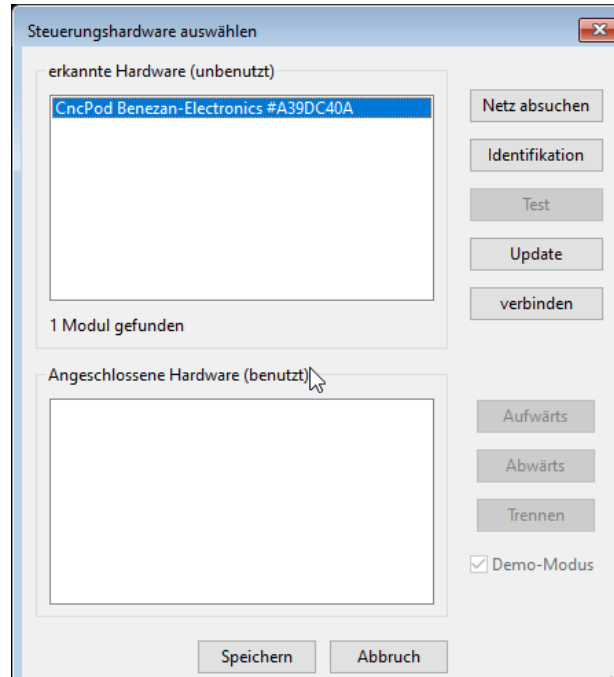 Steuerungshardware auswählen
erkannte Hardware (unbenutzt)
CncPod Benezan-Electronics #A39DC40A
Netz absuchen
Identifikation
Test
Update
verbinden
1 Modul gefunden
Angeschlossene Hardware (benutzt)
Aufwärts
Abwärts
Trennen
Demo-Modus
Speichern
Abbruch